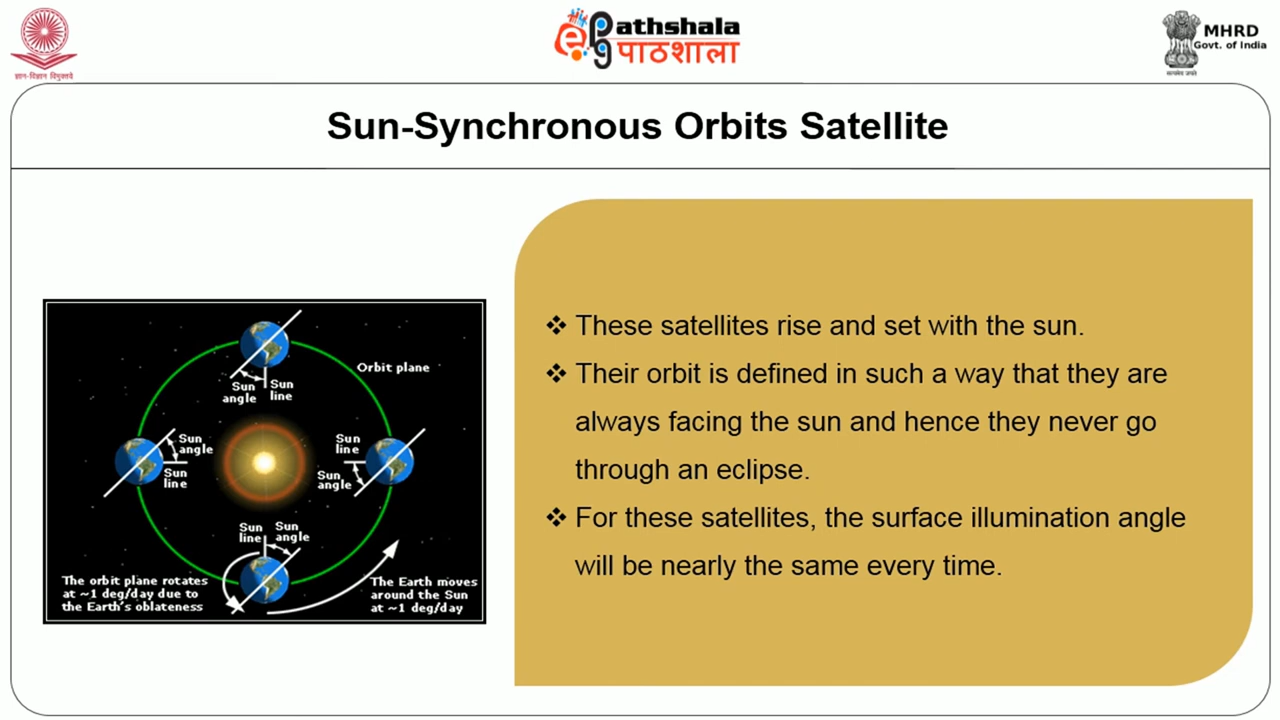 ज्ञान-विज्ञान विमुक्तये
ePathshala
पाठशाला
MHRD
Govt. of India
सत्यमेव जयते
Sun-Synchronous Orbits Satellite
Orbit plane
Sun
angle
Sun
line
Sun
angle
Sun
line
Sun
line
Sun
angle
Sun
line
Sun
angle
The orbit plane rotates
at ~1 deg/day due to
the Earth's oblateness
The Earth moves
around the Sun
at ~1 deg/day
❖ These satellites rise and set with the sun.
❖ Their orbit is defined in such a way that they are
always facing the sun and hence they never go
through an eclipse.
❖ For these satellites, the surface illumination angle
will be nearly the same every time.